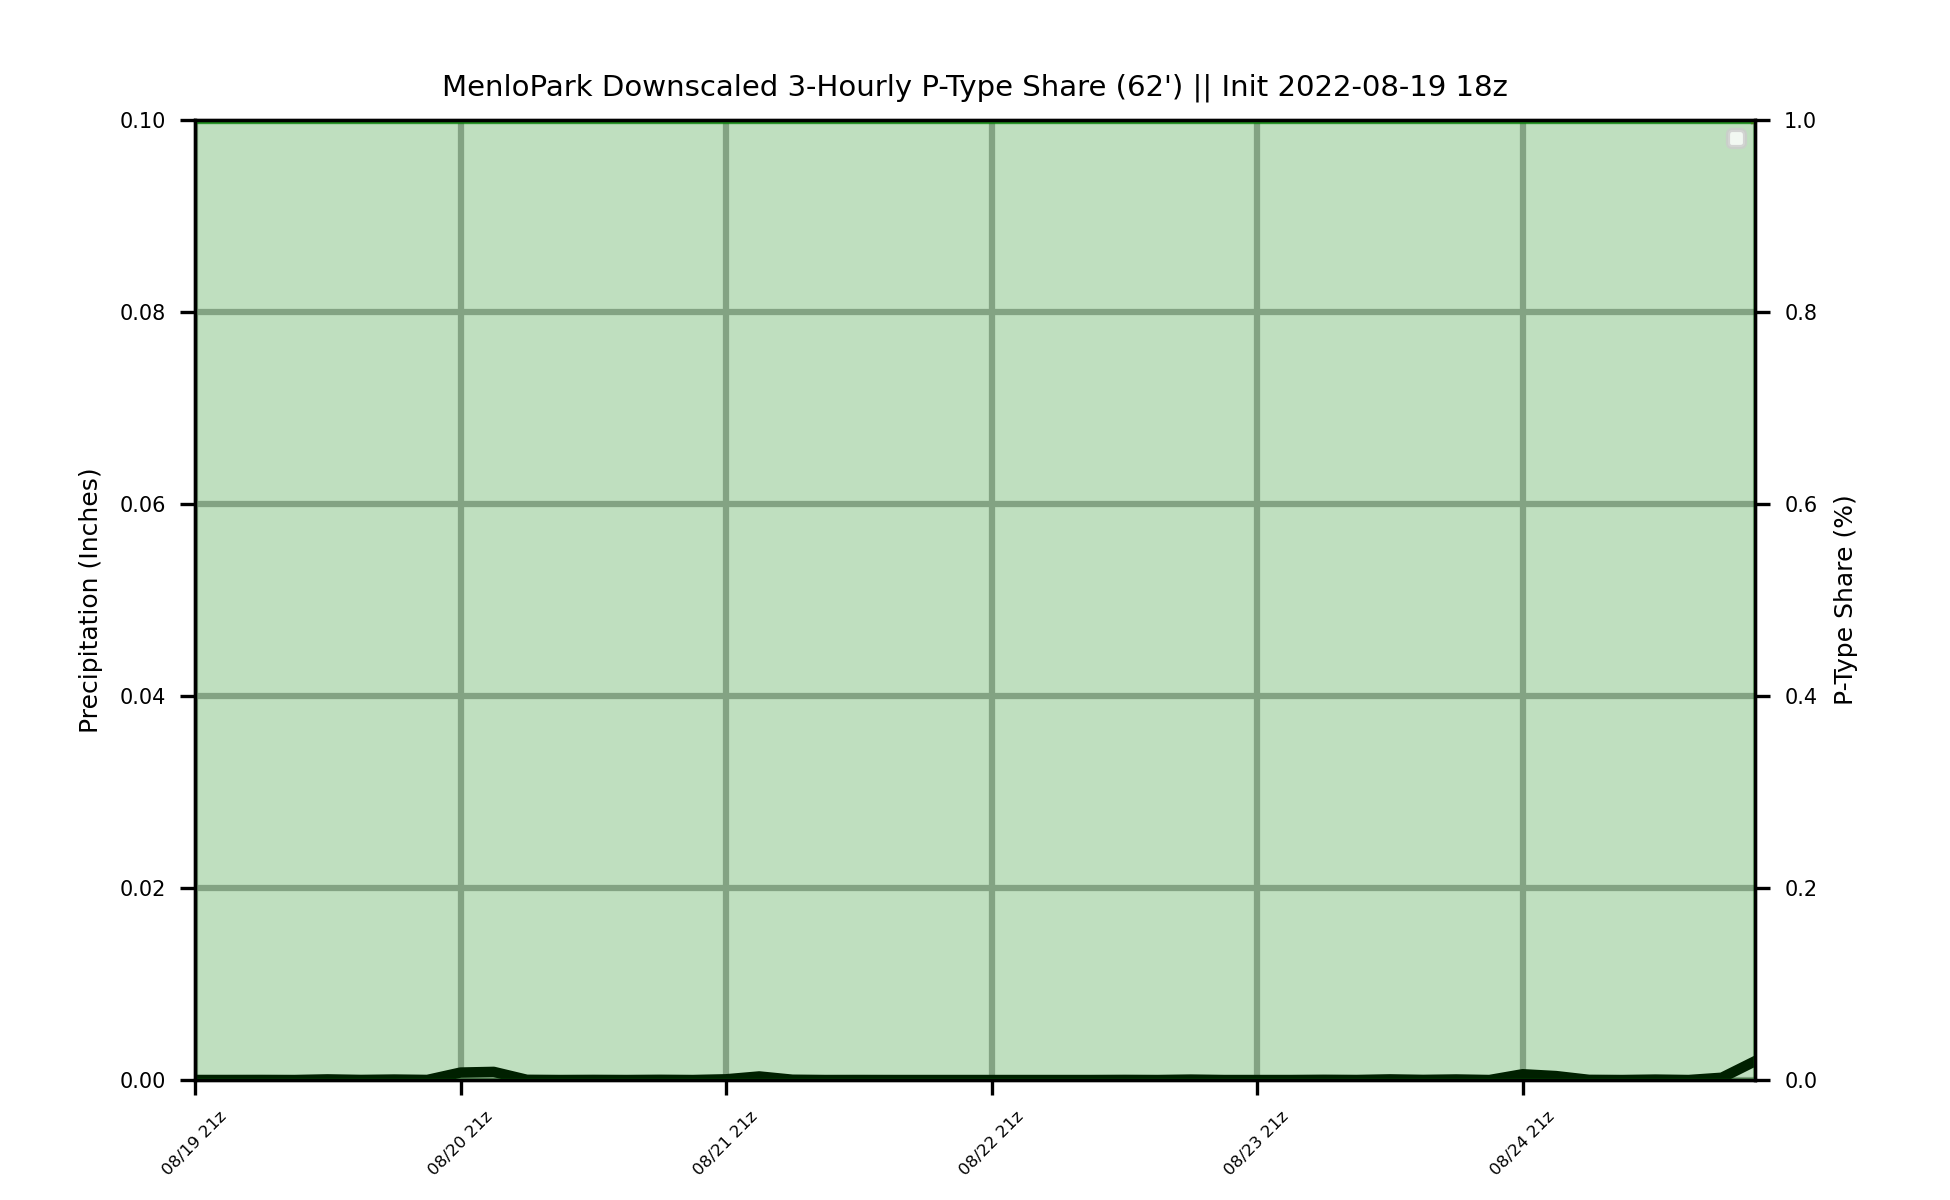 MenloPark Downscaled 3-Hourly P-Type Share (62') || Init 2022-08-19 18z
0.10
0.08
0.06
0.04
0.02
0.00
Precipitation (Inches)
1.0
0.8
0.6
0.4
0.2
0.0
P-Type Share (%)
08/19 21z
08/20 21z
08/21 21z
08/22 21z
08/23 21z
08/24 21z